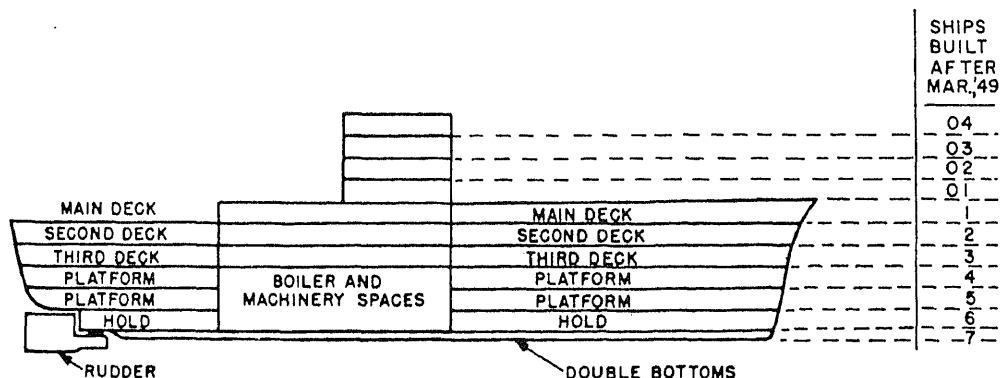 SHIPS
BUILT
AFTER
MAR.,'49
04
03
02
01
MAIN DECK
MAIN DECK
1
SECOND DECK
SECOND DECK
2
THIRD DECK
THIRD DECK
3
PLATFORM
BOILER AND
MACHINERY SPACES
PLATFORM
4
PLATFORM
PLATFORM
5
HOLD
HOLD
6
7
RUDDER
DOUBLE BOTTOMS